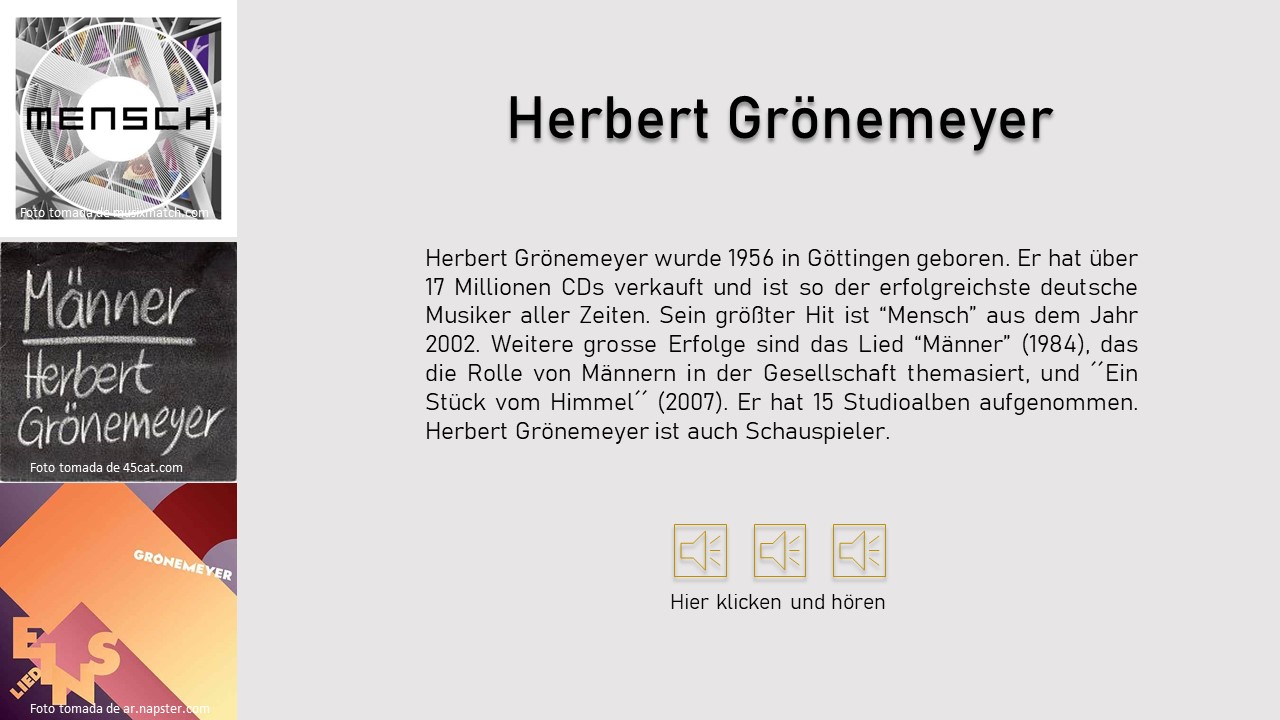 MENSCH
Foto tomada de musixmatch.com
Männer
Herbert
Grönemeyer
Foto tomada de 45cat.com
GRÖNEMEYER
EINS
LIED
Foto tomada de ar.napster.com
Herbert Grönemeyer
Herbert Grönemeyer wurde 1956 in Göttingen geboren. Er hat über
17 Millionen CDs verkauft und ist so der erfolgreichste deutsche
Musiker aller Zeiten. Sein größter Hit ist “Mensch” aus dem Jahr
2002. Weitere grosse Erfolge sind das Lied “Männer” (1984), das
die Rolle von Männern in der Gesellschaft themasiert, und ´´Ein
Stück vom Himmel´´ (2007). Er hat 15 Studioalben aufgenommen.
Herbert Grönemeyer ist auch Schauspieler.
Hier klicken und hören